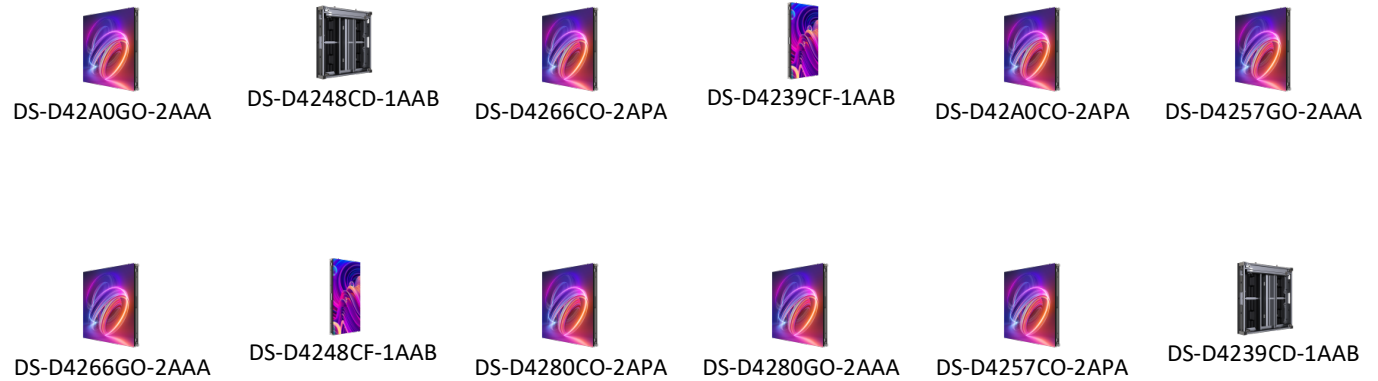 DS-D42A0GO-2AAA
DS-D4248CD-1AAB
DS-D4266CO-2APA
DS-D4239CF-1AAB
DS-D42A0CO-2APA
DS-D4257GO-2AAA
DS-D4266GO-2AAA
DS-D4248CF-1AAB
DS-D4280CO-2APA
DS-D4280GO-2AAA
DS-D4257CO-2APA
DS-D4239CD-1AAB